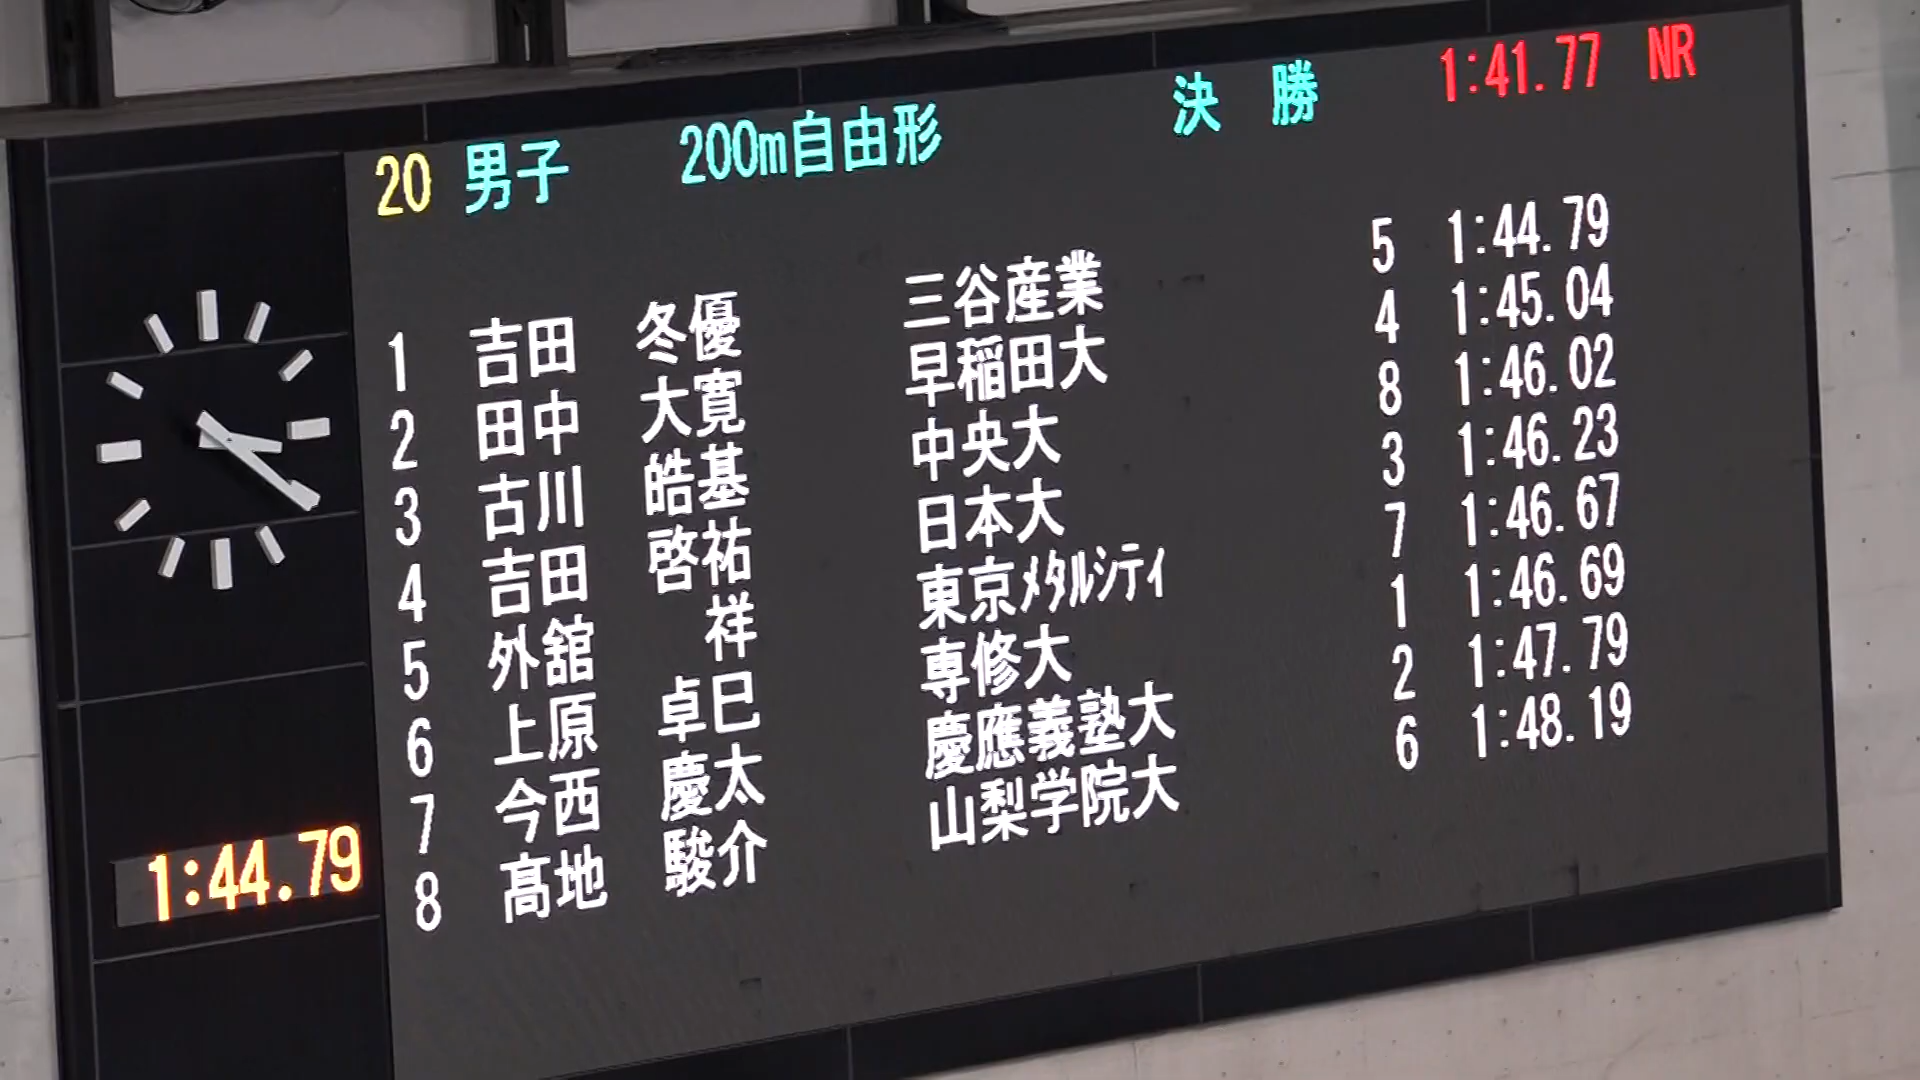 20 男子 200m自由形 決 勝 1:41.77 NR
1 吉田 冬優 三谷産業 5 1:44.79
2 田中 大寛 早稲田大 4 1:45.04
3 古川 皓基 中央大 8 1:46.02
4 吉田 啓祐 日本大 3 1:46.23
5 外舘 祥 東京ﾒﾀﾙｼﾃｨ 7 1:46.67
6 上原 卓巳 専修大 1 1:46.69
7 今西 慶太 慶應義塾大 2 1:47.79
8 髙地 駿介 山梨学院大 6 1:48.19
1:44.79